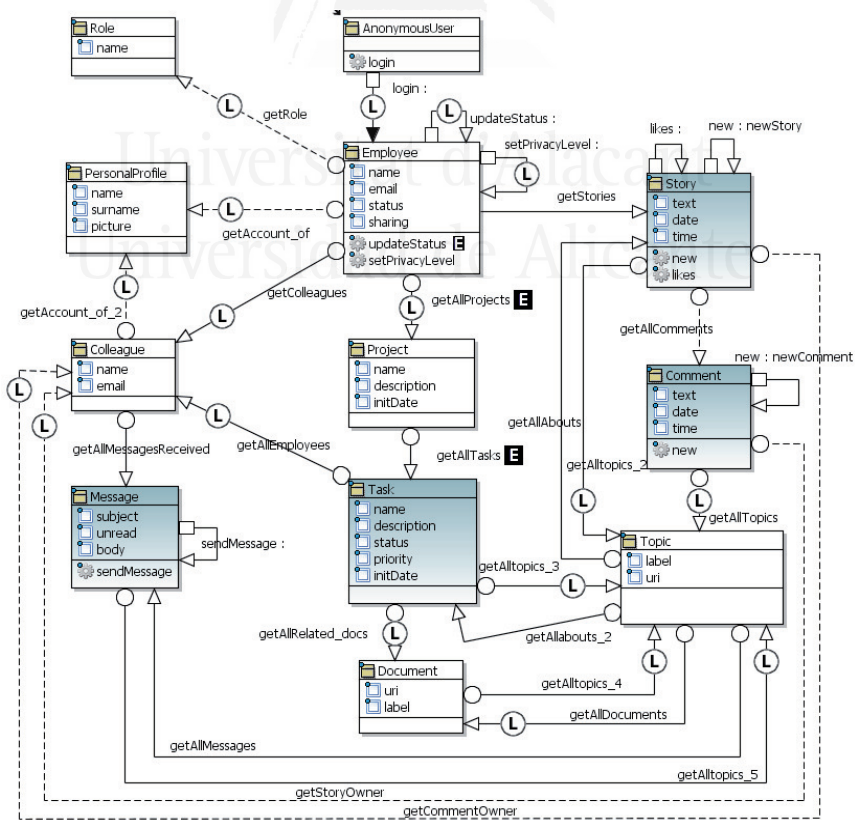 Role
name
AnonymousUser
login
login :
L
getRole
L
L
updateStatus :
setPrivacyLevel :
L
Employee
name
email
status
sharing
updateStatus E
setPrivacyLevel
likes :
new : newStory
Story
text
date
time
new
likes
getStories
PersonalProfile
name
surname
picture
L
getAccount_of
Universitat d'Alacant
Universidad de Alicante
L
getAccount_of_2
L
getColleagues
L
getAllProjects E
getAllComments
Colleague
name
email
L
L
Project
name
description
initDate
new : newComment
Comment
text
date
time
new
getAllAbouts
L
getAlltopics_2
L
getAllTopics
getAllMessagesReceived
L
getAllEmployees
getAllTasks E
Message
subject
unread
body
sendMessage
sendMessage :
Task
name
description
status
priority
initDate
L
getAlltopics_3
Topic
label
uri
getAllabouts_2
getAllRelated_docs
L
Document
uri
label
getAlltopics_4
L
L
L
getAllDocuments
getAllMessages
getAlltopics_5
getStoryOwner
getCommentOwner